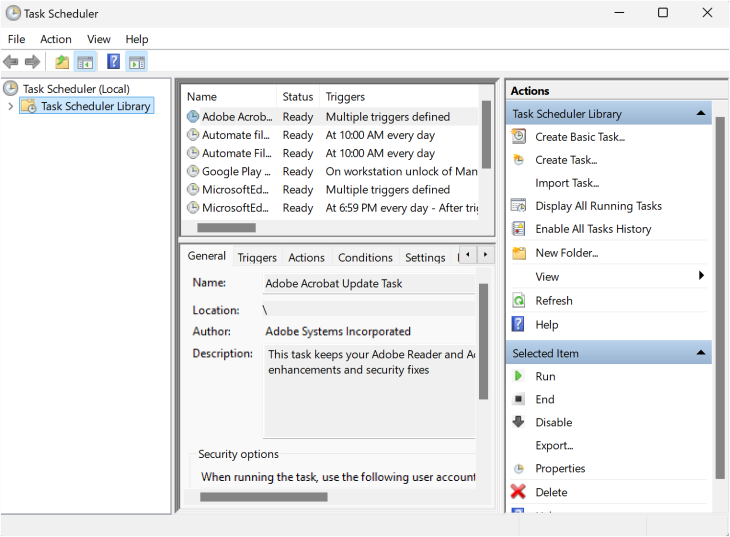 Task Scheduler
File Action View Help
Task Scheduler (Local)
Task Scheduler Library
Name Status Triggers
Adobe Acrob... Ready Multiple triggers defined
Automate fil... Ready At 10:00 AM every day
Automate Fil... Ready At 10:00 AM every day
Google Play ... Ready On workstation unlock of Man
MicrosoftEd... Ready Multiple triggers defined
MicrosoftEd... Ready At 6:59 PM every day - After trig
General Triggers Actions Conditions Settings
Name: Adobe Acrobat Update Task
Location: \
Author: Adobe Systems Incorporated
Description: This task keeps your Adobe Reader and A
enhancements and security fixes
Security options
When running the task, use the following user account
Actions
Task Scheduler Library
Create Basic Task...
Create Task...
Import Task...
Display All Running Tasks
Enable All Tasks History
New Folder...
View
Refresh
Help
Selected Item
Run
End
Disable
Export...
Properties
Delete